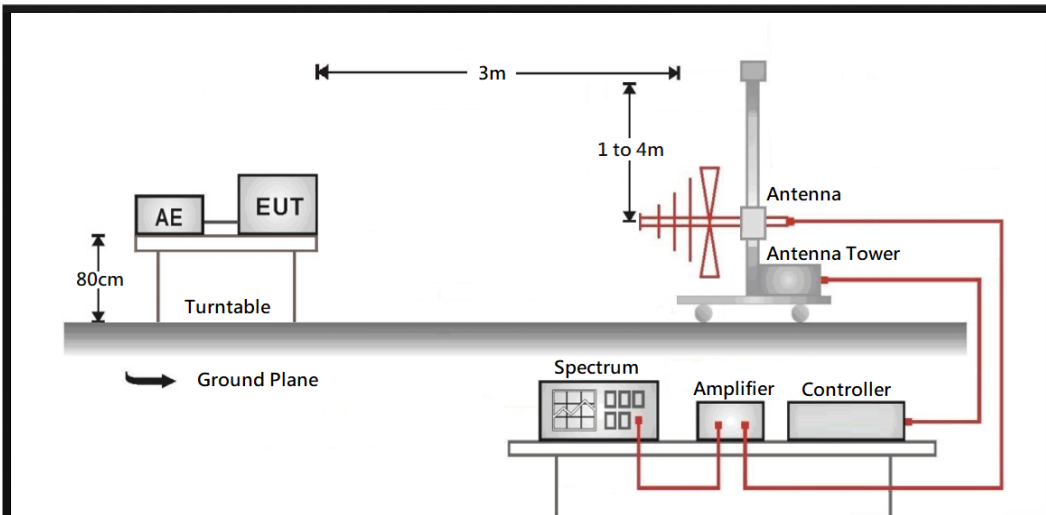 3m
1 to 4m
Antenna
AE
EUT
Antenna Tower
80cm
Turntable
Ground Plane
Spectrum
Amplifier
Controller